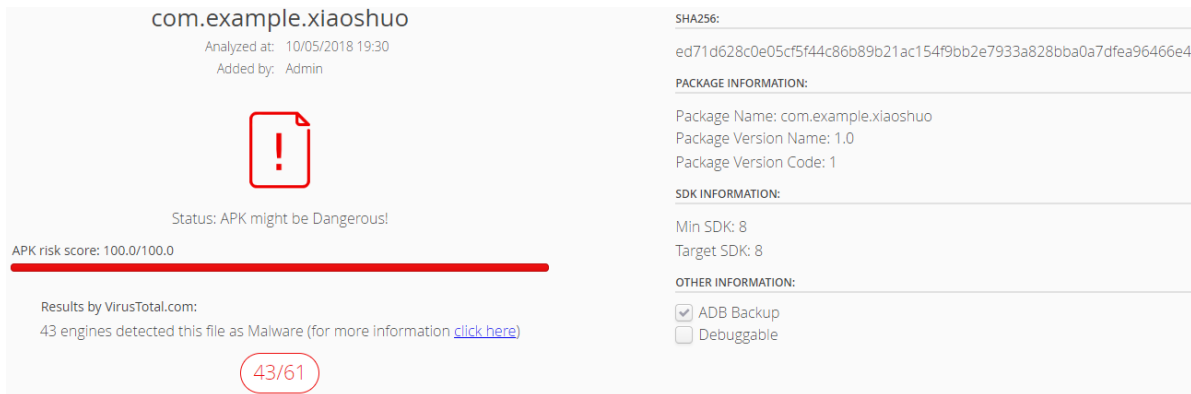 com.example.xiaoshuo
Analyzed at: 10/05/2018 19:30
Added by: Admin
!
Status: APK might be Dangerous!
APK risk score: 100.0/100.0
Results by VirusTotal.com:
43 engines detected this file as Malware (for more information click here)
43/61
SHA256:
ed71d628c0e05cf5f44c86b89b21ac154f9bb2e7933a828bba0a7dfea96466e4
PACKAGE INFORMATION:
Package Name: com.example.xiaoshuo
Package Version Name: 1.0
Package Version Code: 1
SDK INFORMATION:
Min SDK: 8
Target SDK: 8
OTHER INFORMATION:
ADB Backup
Debuggable